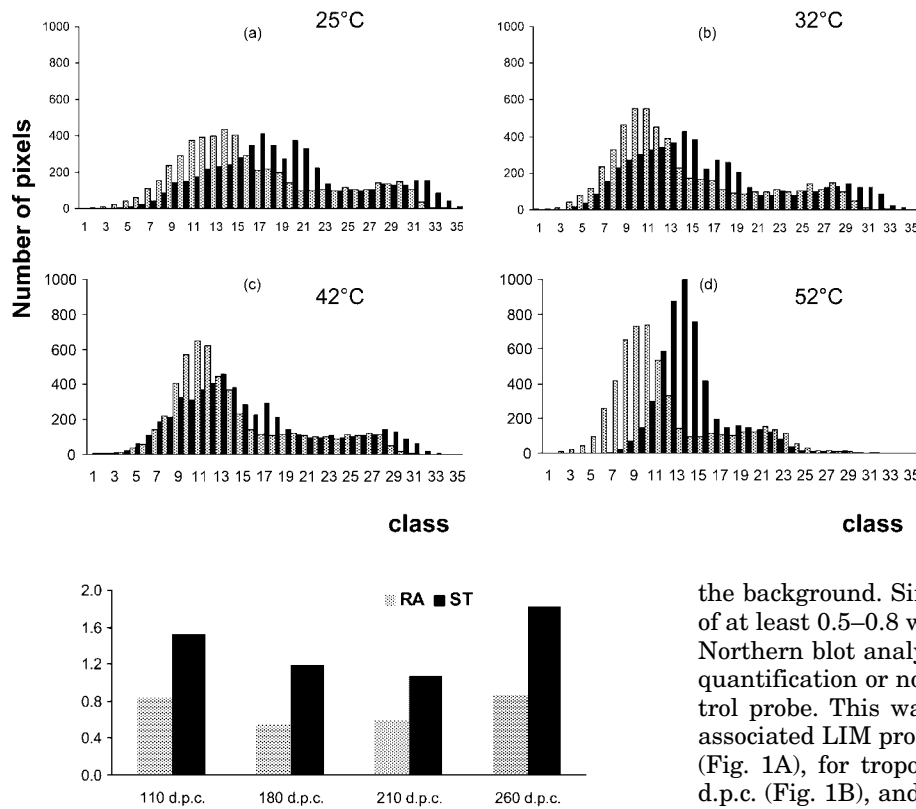 25°C
(a)
1000
800
600
400
200
0
1 3 5 7 9 11 13 15 17 19 21 23 25 27 29 31 33 35
32°C
(b)
1000
800
600
400
200
0
1 3 5 7 9 11 13 15 17 19 21 23 25 27 29 31 33 35
Number of pixels
42°C
(c)
1000
800
600
400
200
0
1 3 5 7 9 11 13 15 17 19 21 23 25 27 29 31 33 35
class
52°C
(d)
1000
800
600
400
200
0
1 3 5 7 9 11 13 15 17 19 21 23 25 27 29 31 33 35
class
RA ST
2.0
1.6
1.2
0.8
0.4
0.0
110 d.p.c. 180 d.p.c. 210 d.p.c. 260 d.p.c.
the background. Si
of at least 0.5–0.8 w
Northern blot analy
quantification or no
trol probe. This wa
associated LIM pro
(Fig. 1A), for tropo
d.p.c. (Fig. 1B), and